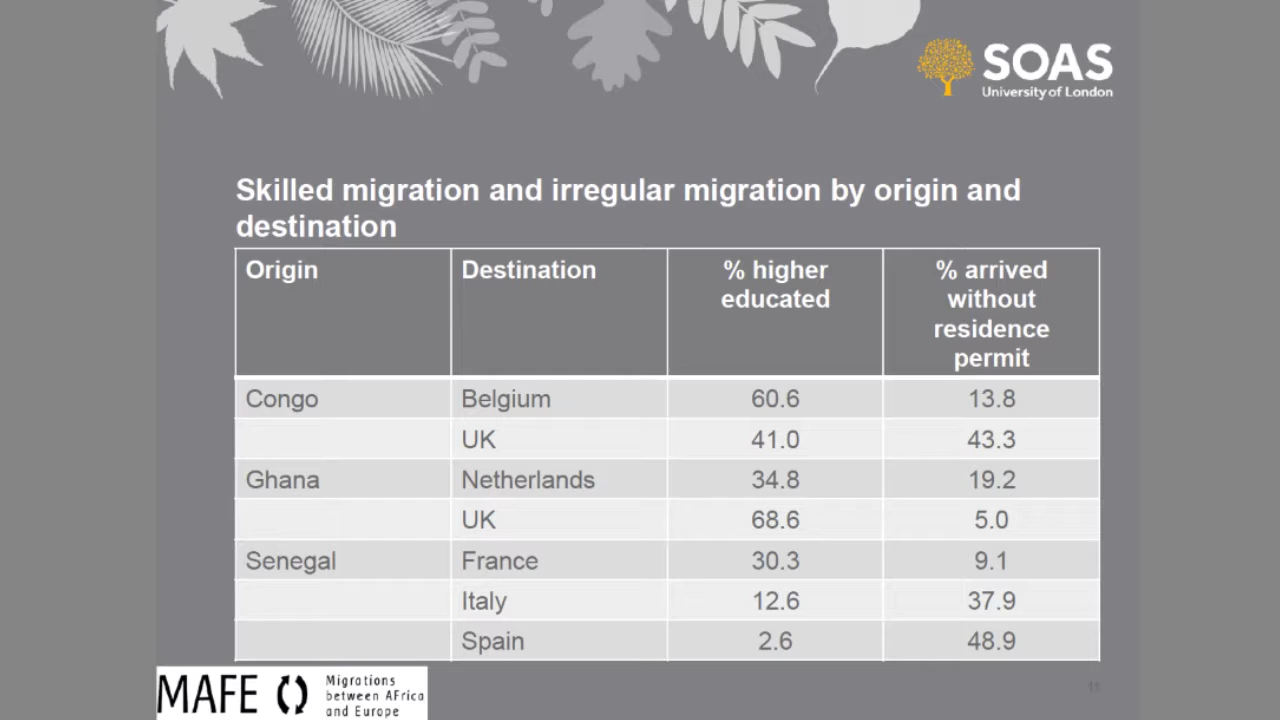 SOAS
University of London
Skilled migration and irregular migration by origin and
destination
Origin Destination % higher educated % arrived without residence permit
Congo Belgium 60.6 13.8
UK 41.0 43.3
Ghana Netherlands 34.8 19.2
UK 68.6 5.0
Senegal France 30.3 9.1
Italy 12.6 37.9
Spain 2.6 48.9
MAFE
Migrations
between AFrica
and Europe
11